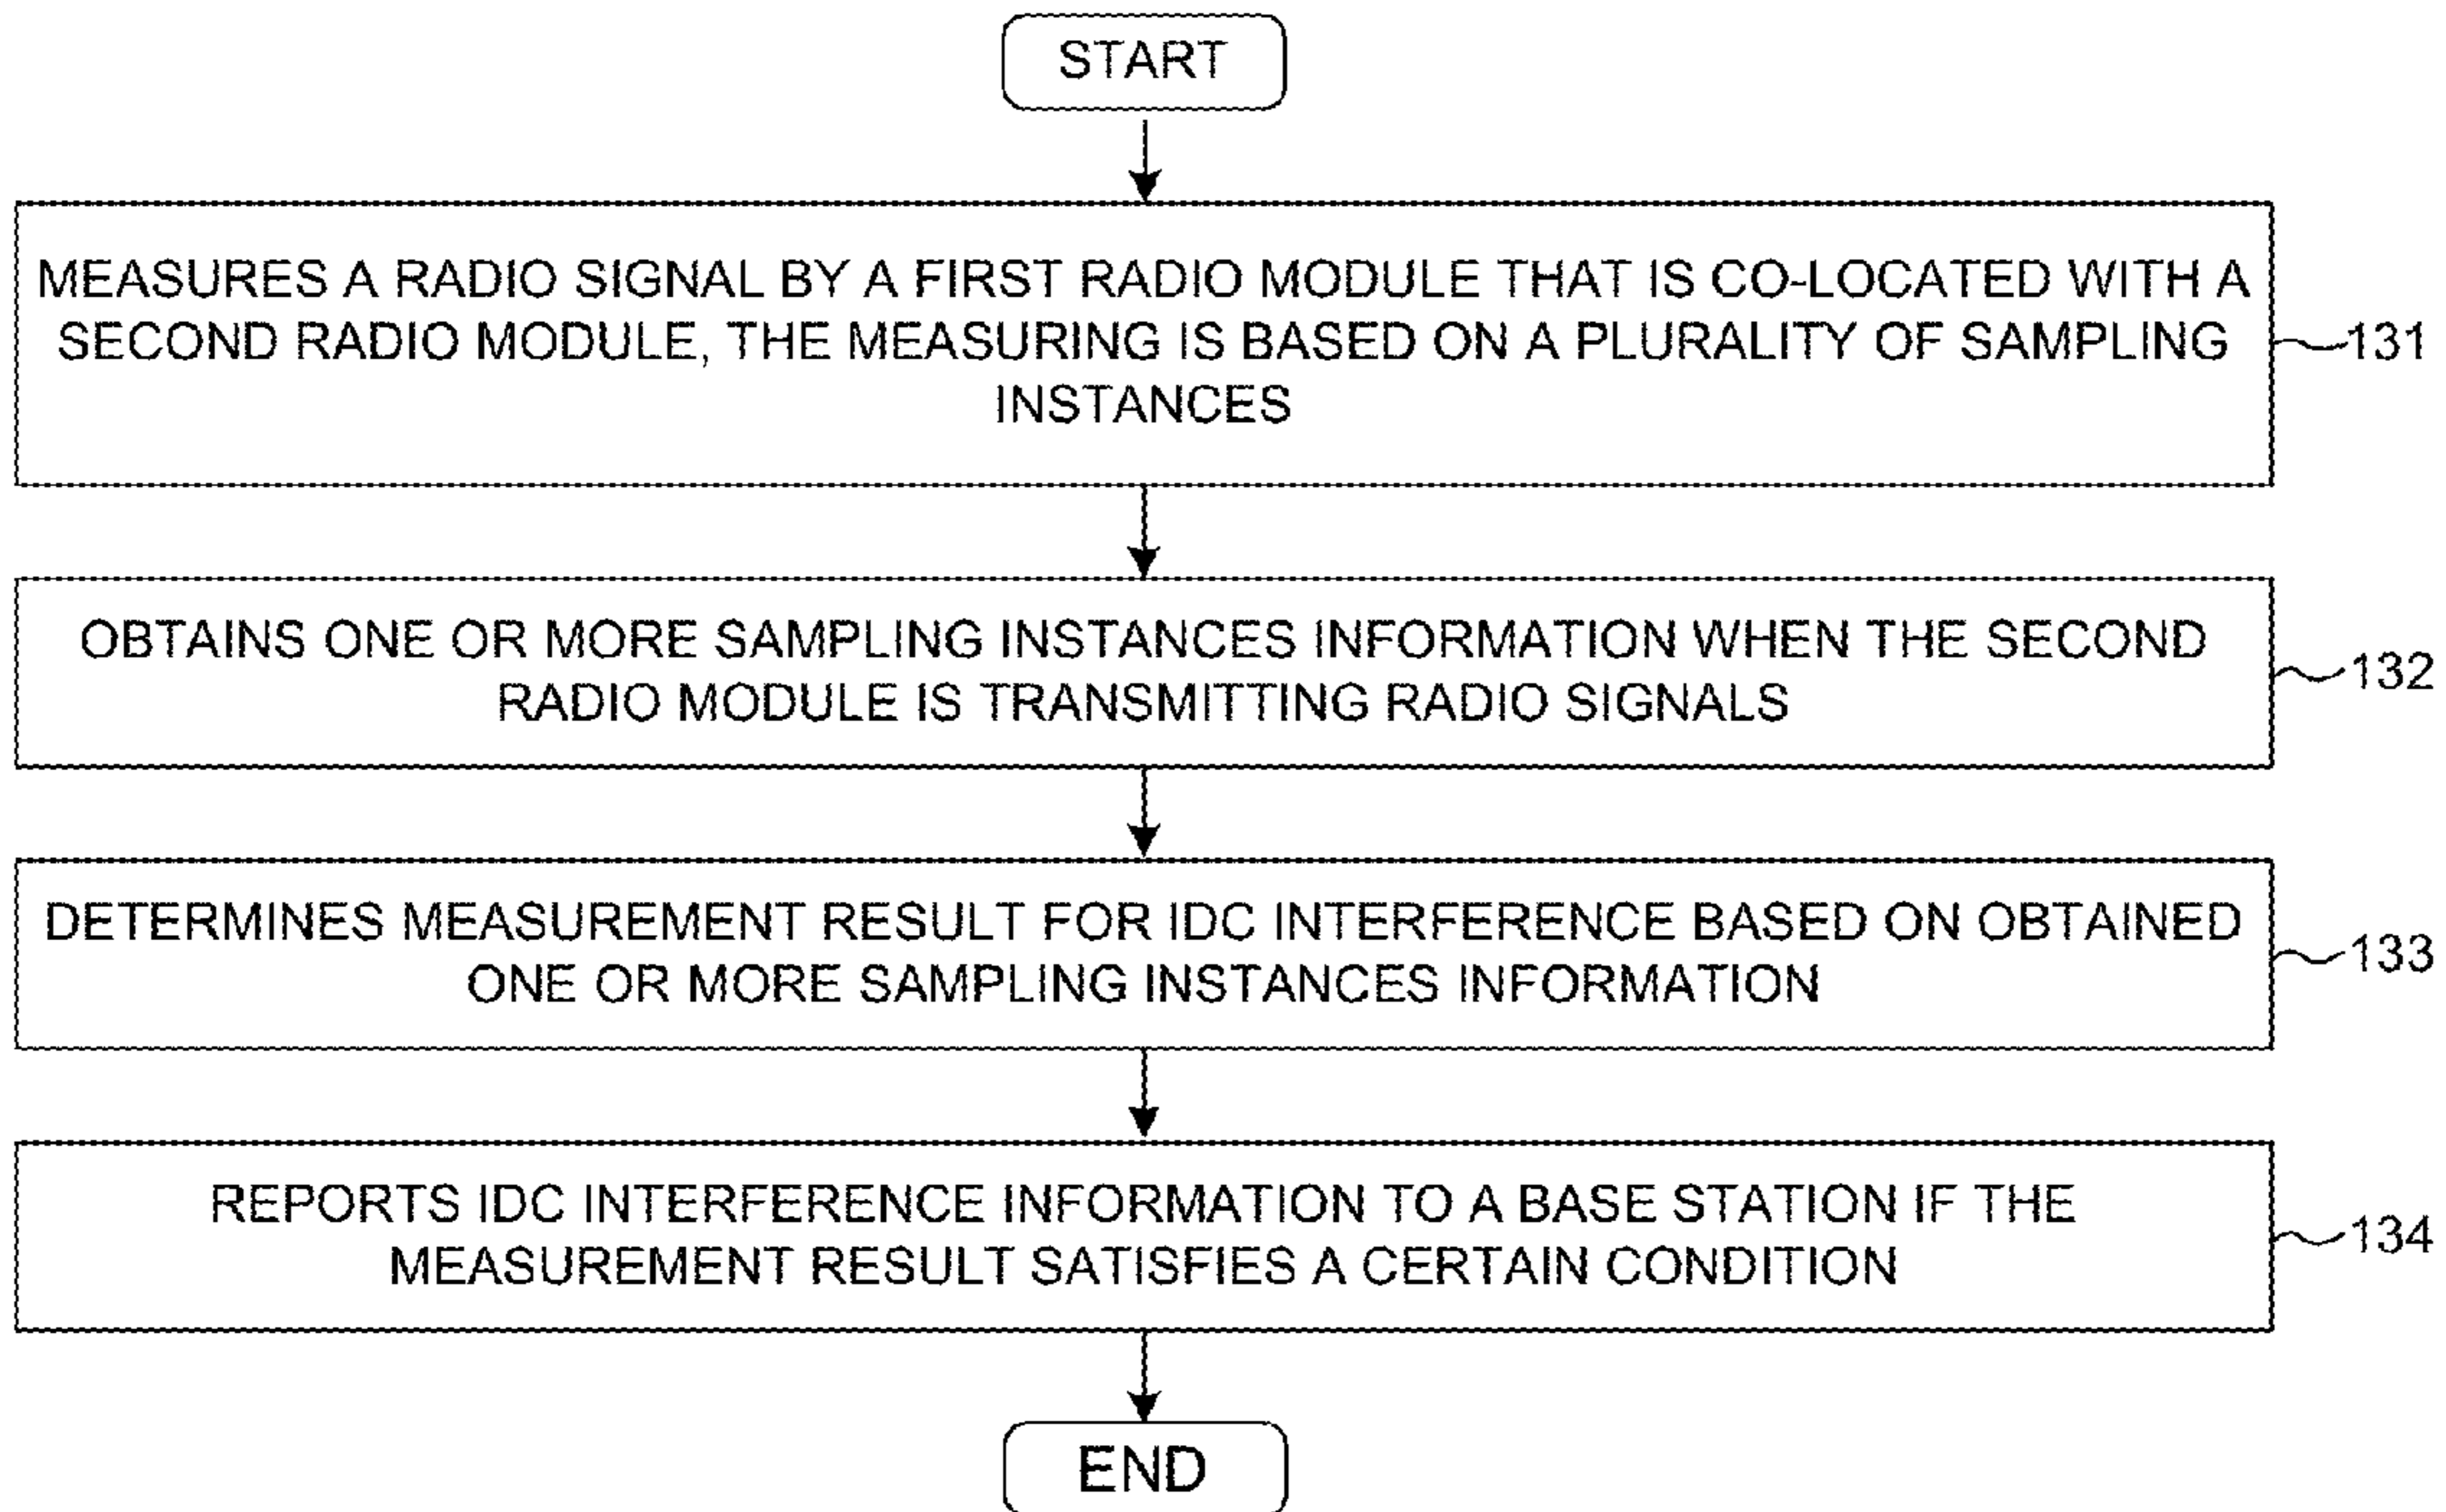 START
MEASURES A RADIO SIGNAL BY A FIRST RADIO MODULE THAT IS CO-LOCATED WITH A
SECOND RADIO MODULE, THE MEASURING IS BASED ON A PLURALITY OF SAMPLING
INSTANCES
131
OBTAINS ONE OR MORE SAMPLING INSTANCES INFORMATION WHEN THE SECOND
RADIO MODULE IS TRANSMITTING RADIO SIGNALS
132
DETERMINES MEASUREMENT RESULT FOR IDC INTERFERENCE BASED ON OBTAINED
ONE OR MORE SAMPLING INSTANCES INFORMATION
133
REPORTS IDC INTERFERENCE INFORMATION TO A BASE STATION IF THE
MEASUREMENT RESULT SATISFIES A CERTAIN CONDITION
134
END